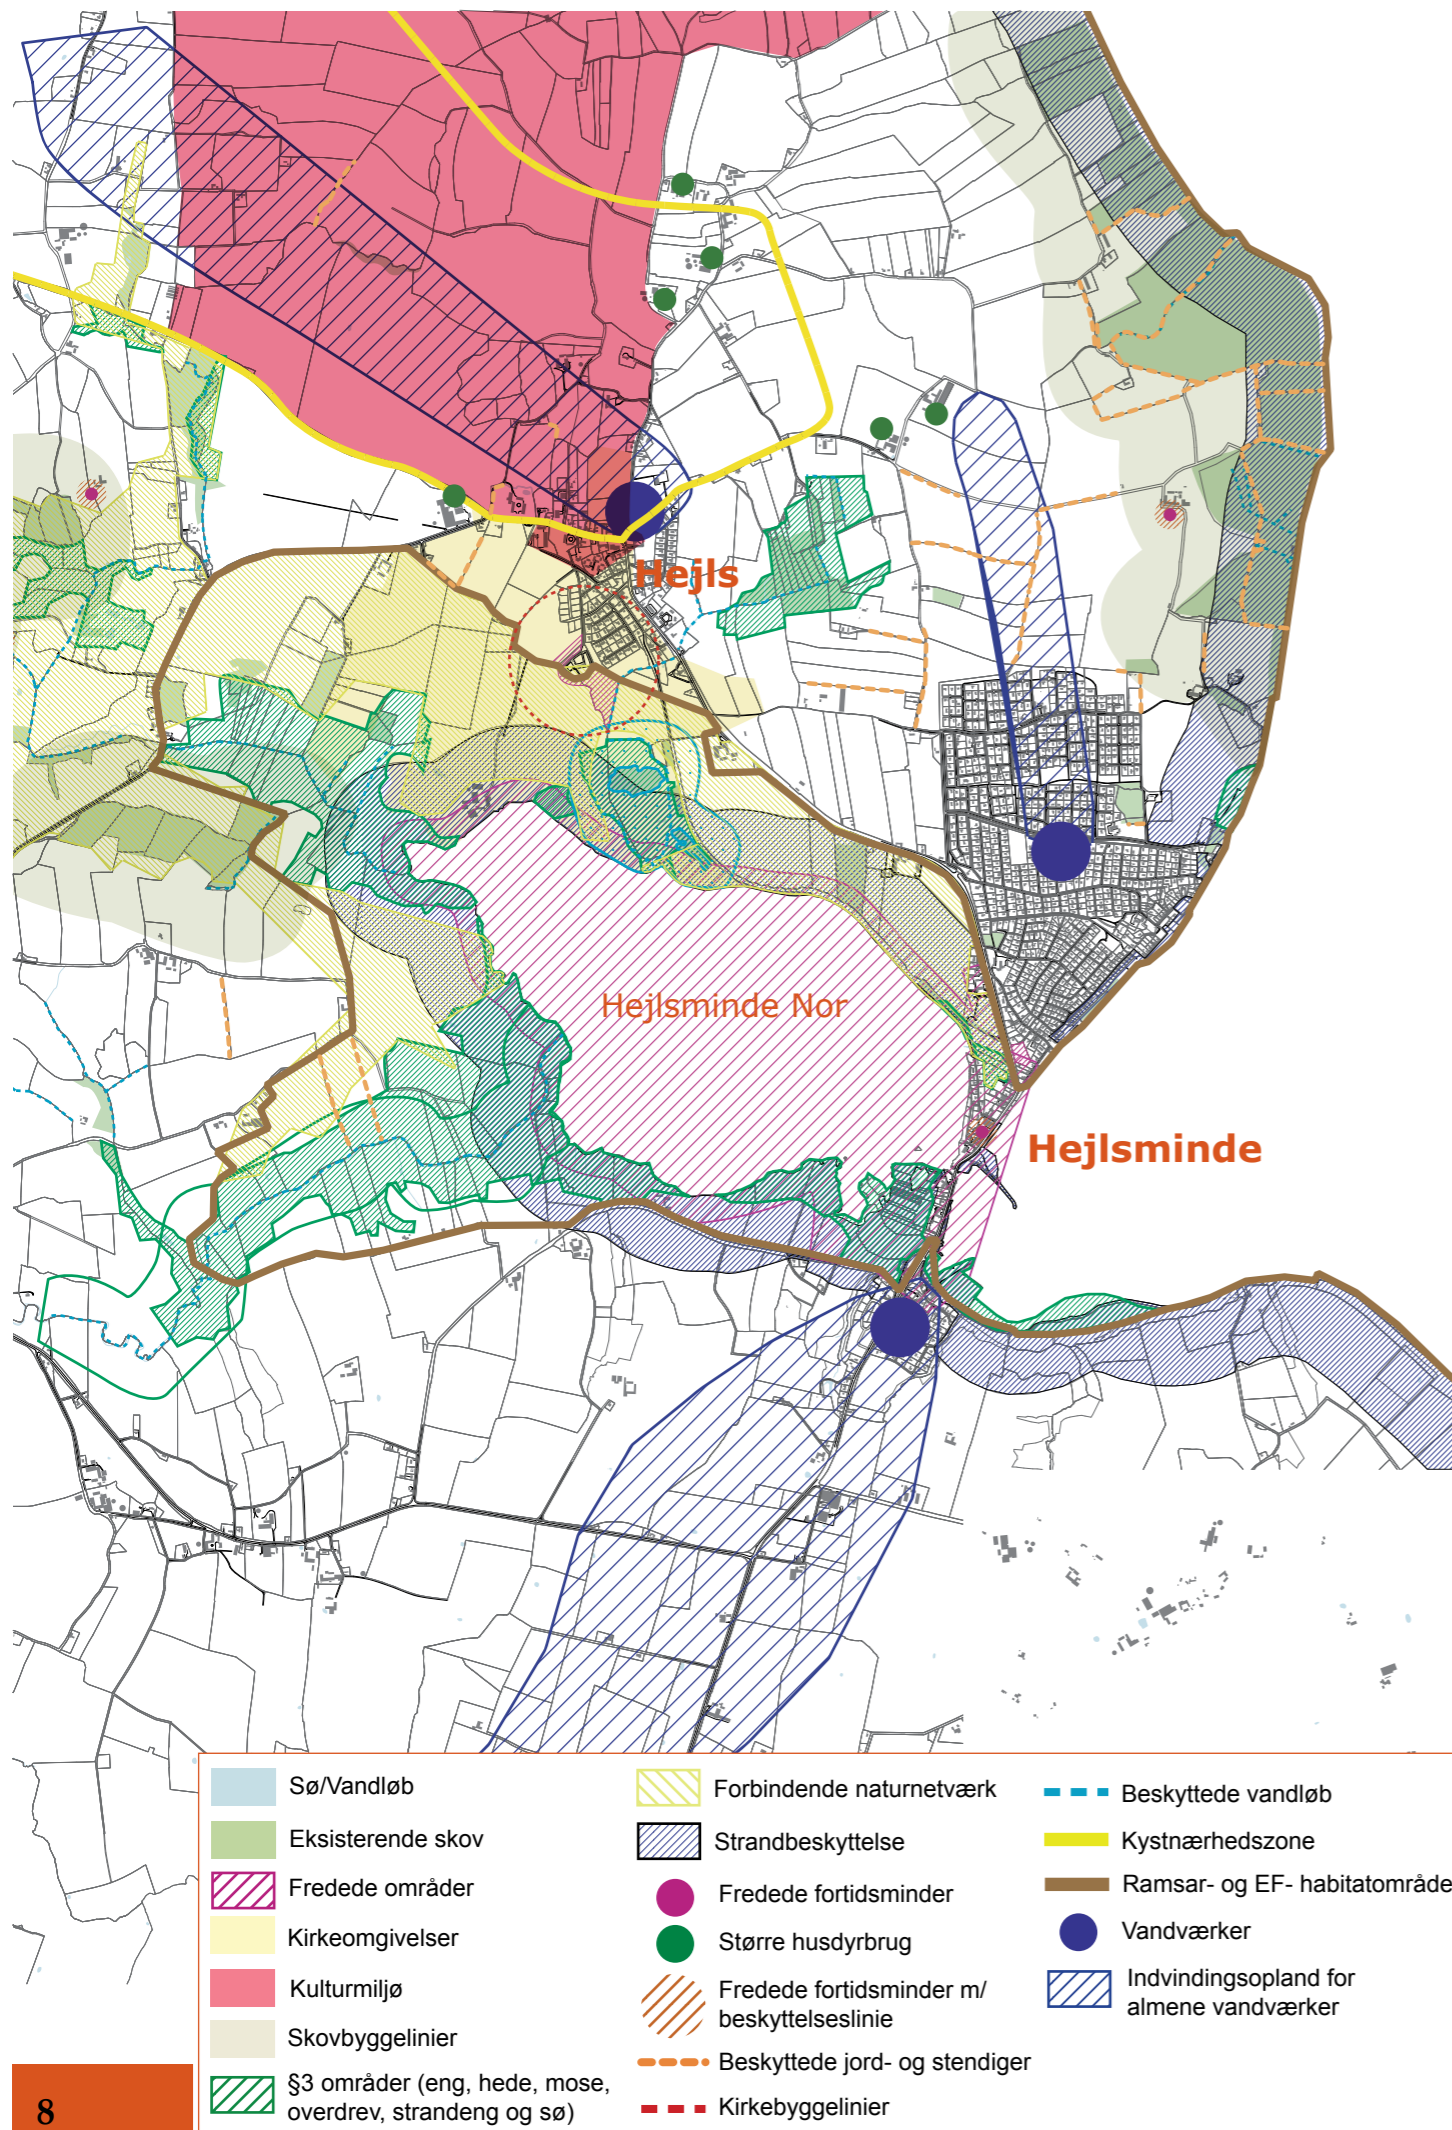 Hejls
Hejlsminde Nor
Hejlsminde
Sø/Vandløb
Eksisterende skov
Fredede områder
Kirkeomgivelser
Kulturmiljø
Skovbyggelinier
§3 områder (eng, hede, mose,
overdrev, strandeng og sø)
Forbindende naturnetværk
Strandbeskyttelse
Fredede fortidsminder
Større husdyrbrug
Fredede fortidsminder m/
beskyttelseslinie
Beskyttede jord- og stendiger
Kirkebyggelinier
Beskyttede vandløb
Kystnærhedszone
Ramsar- og EF- habitatområde
Vandværker
Indvindingsopland for
almene vandværker
8